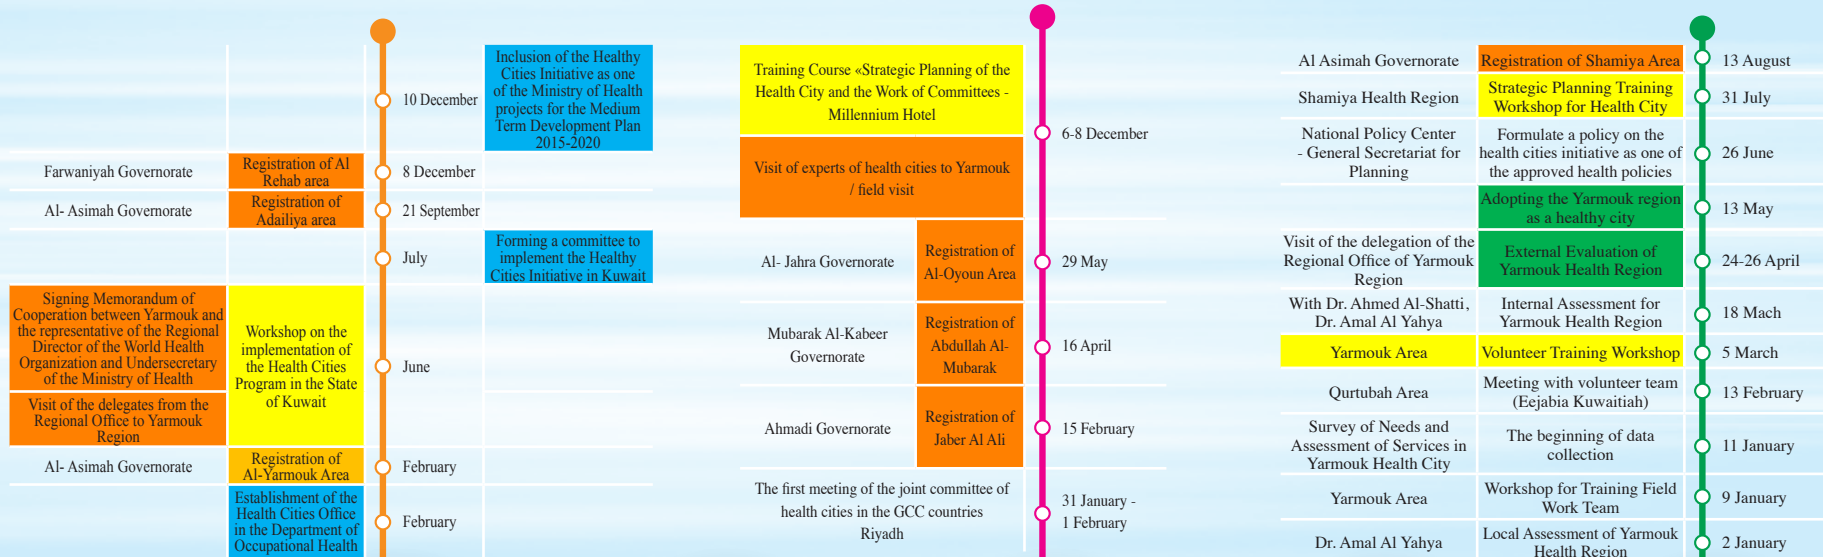 Inclusion of the Healthy
Cities Initiative as one
of the Ministry of Health
projects for the Medium
Term Development Plan
2015-2020
10 December
Farwaniyah Governorate
Registration of Al
Rehab area
8 December
Al- Asimah Governorate
Registration of
Adailiya area
21 September
July
Forming a committee to
implement the Healthy
Cities Initiative in Kuwait
Signing Memorandum of
Cooperation between Yarmouk and
the representative of the Regional
Director of the World Health
Organization and Undersecretary
of the Ministry of Health
Visit of the delegates from the
Regional Office to Yarmouk
Region
Workshop on the
implementation of
the Health Cities
Program in the State
of Kuwait
June
Al- Asimah Governorate
Registration of
Al-Yarmouk Area
February
Establishment of the
Health Cities Office
in the Department of
Occupational Health
February
Training Course «Strategic Planning of the
Health City and the Work of Committees -
Millennium Hotel
Visit of experts of health cities to Yarmouk
/ field visit
6-8 December
Al- Jahra Governorate
Registration of
Al-Oyoun Area
29 May
Mubarak Al-Kabeer
Governorate
Registration of
Abdullah Al-
Mubarak
16 April
Ahmadi Governorate
Registration of
Jaber Al Ali
15 February
The first meeting of the joint committee of
health cities in the GCC countries
Riyadh
31 January -
1 February
Al Asimah Governorate
Registration of Shamiya Area
13 August
Shamiya Health Region
Strategic Planning Training
Workshop for Health City
31 July
National Policy Center
- General Secretariat for
Planning
Formulate a policy on the
health cities initiative as one of
the approved health policies
26 June
Adopting the Yarmouk region
as a healthy city
13 May
Visit of the delegation of the
Regional Office of Yarmouk
Region
External Evaluation of
Yarmouk Health Region
24-26 April
With Dr. Ahmed Al-Shatti,
Dr. Amal Al Yahya
Internal Assessment for
Yarmouk Health Region
18 Mach
Yarmouk Area
Volunteer Training Workshop
5 March
Qurtubah Area
Meeting with volunteer team
(Eejabia Kuwaitiah)
13 February
Survey of Needs and
Assessment of Services in
Yarmouk Health City
The beginning of data
collection
11 January
Yarmouk Area
Workshop for Training Field
Work Team
9 January
Dr. Amal Al Yahya
Local Assessment of Yarmouk
Health Region
2 January